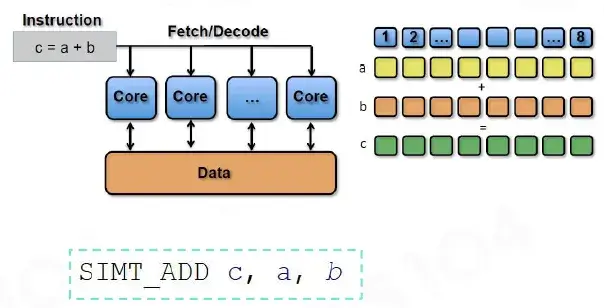 Instruction
Fetch/Decode
c = a + b
Core
Core
...
Core
Data
1
2
...
...
8
a
+
b
=
c
SIMT_ADD c, a, b